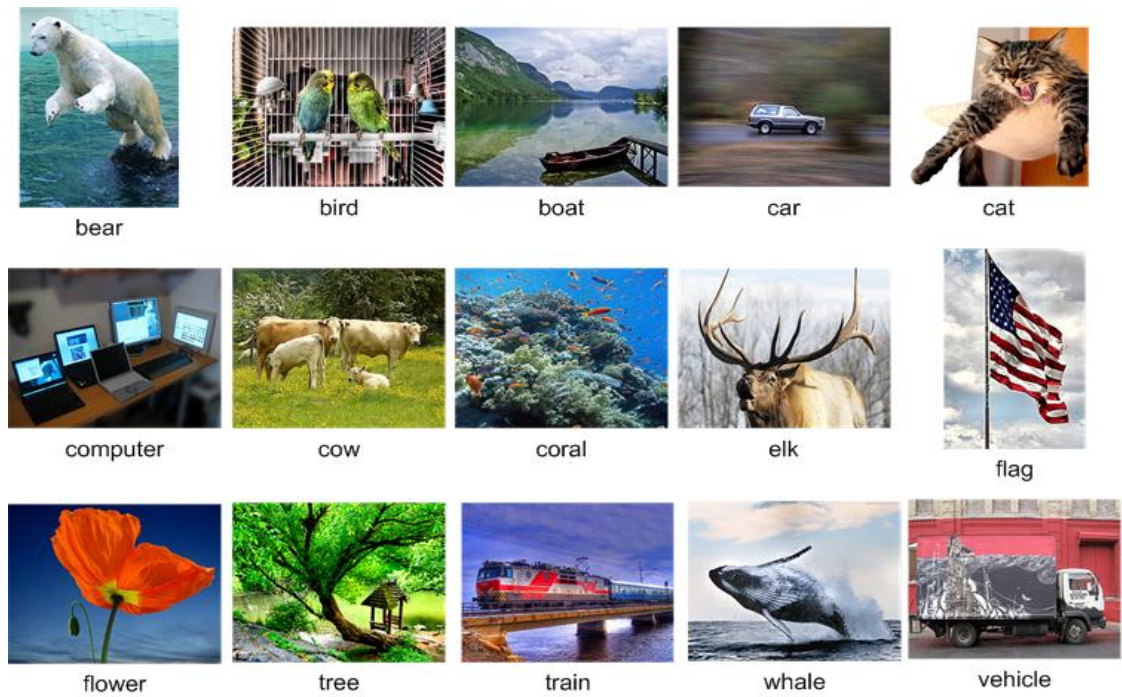 bear
bird
boat
car
cat
computer
cow
coral
elk
flag
flower
tree
train
whale
vehicle